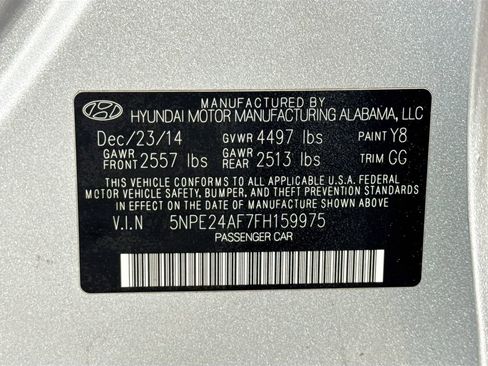 MANUFACTURED BY
HYUNDAI MOTOR MANUFACTURING ALABAMA, LLC
Dec/23/14 GVWR 4497 lbs PAINT Y8
GAWR FRONT 2557 lbs GAWR REAR 2513 lbs TRIM GG
THIS VEHICLE CONFORMS TO ALL APPLICABLE U.S.A. FEDERAL
MOTOR VEHICLE SAFETY, BUMPER, AND THEFT PREVENTION
STANDARDS IN EFFECT ON THE DATE OF MANUFACTURE SHOWN ABOVE.
V.I.N 5NPE24AF7FH159975
PASSENGER CAR